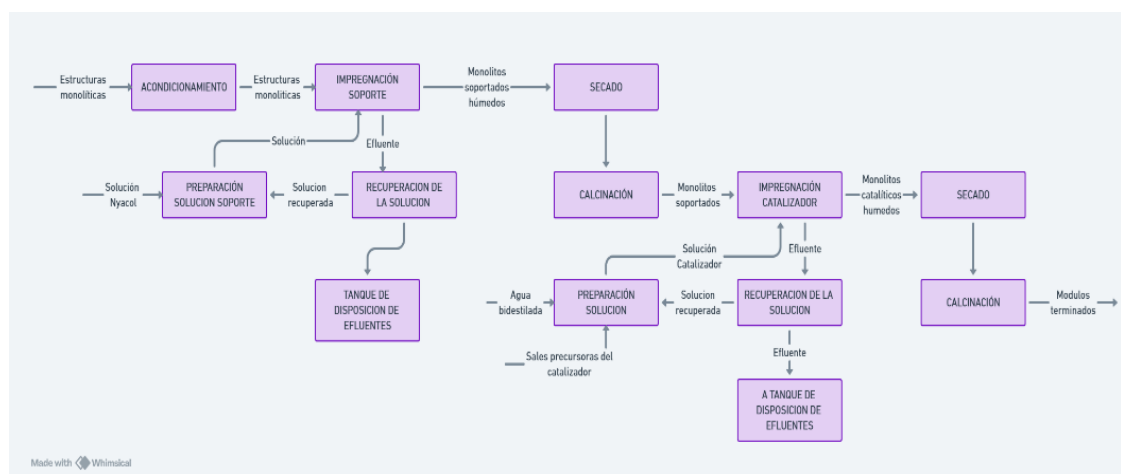 Estructuras
monolíticas
ACONDICIONAMIENTO
Estructuras
monoliticas
IMPREGNACIÓN
SOPORTE
Monolitos
soportados
húmedos
SECADO
Solución
Efluente
Solución
Nyacol
PREPARACIÓN
SOLUCION SOPORTE
Solucion
recuperada
RECUPERACION DE
LA SOLUCION
CALCINACIÓN
Monolitos
soportados
IMPREGNACIÓN
CATALIZADOR
Monolitos
catalíticos
humedos
SECADO
Solución
Catalizador
Efluente
TANQUE DE
DISPOSICION DE
EFLUENTES
Agua
bidestilada
PREPARACIÓN
SOLUCION
Solucion
recuperada
RECUPERACION DE LA
SOLUCION
CALCINACIÓN
Modulos
terminados
Sales precursoras del
catalizador
Efluente
A TANQUE DE
DISPOSICION DE
EFLUENTES
Made with Whimsical